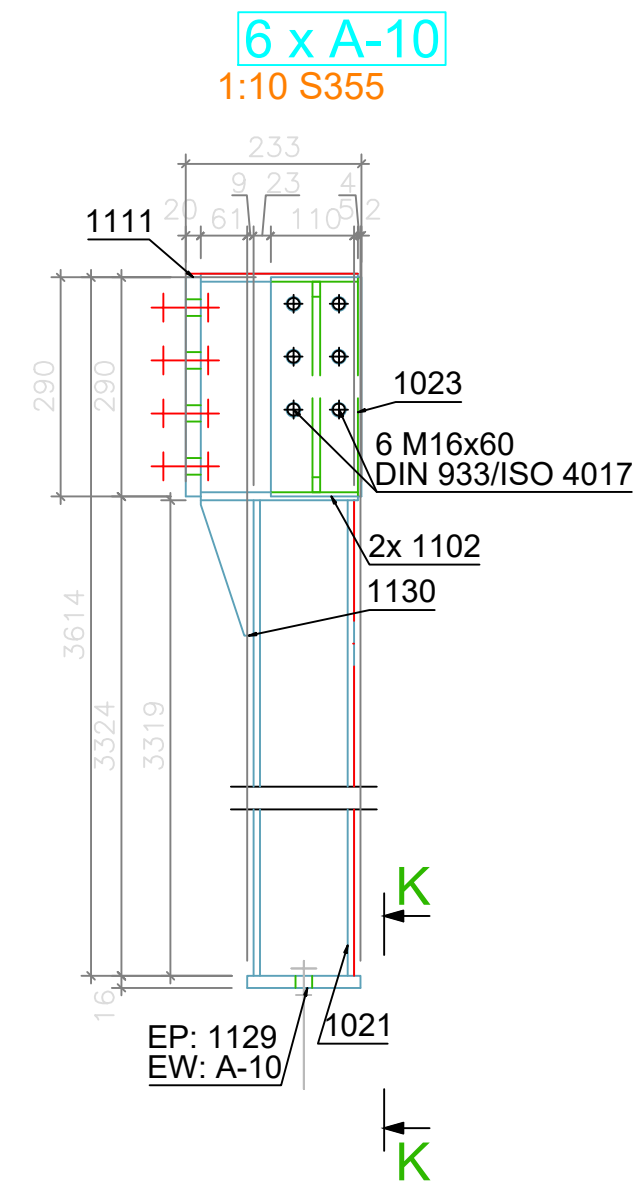 6 x A-10
1:10 S355
233
9 23 4
20 61 110 5 2
1111
290
290
1023
6 M16x60
DIN 933/ISO 4017
2x 1102
1130
3614
3324
3319
K
16
EP: 1129
EW: A-10
1021
K